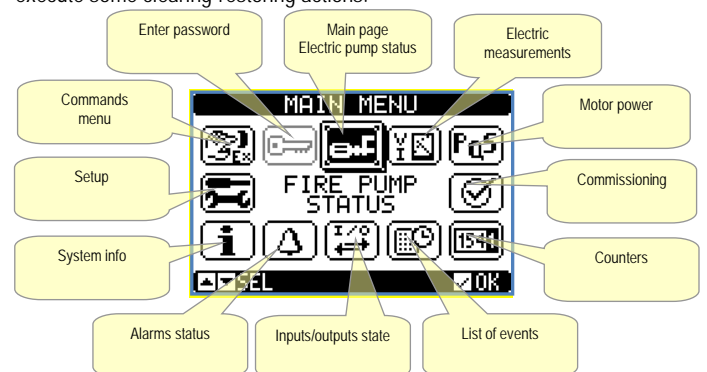 execute some clearing restoring actions.
Enter password
Main page
Electric pump status
Electric
measurements
Commands
menu
MAIN MENU
Motor power
Ex
V
I
PQS
Setup
FIRE PUMP
STATUS
Commissioning
System info
i
I/O
Counters
SEL
OK
Alarms status
Inputs/outputs state
List of events